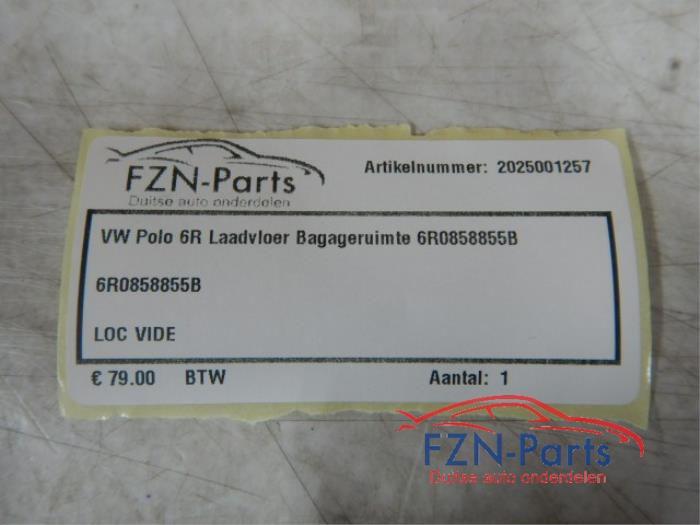 FZN-Parts
Duitse auto onderdelen
Artikelnummer: 2025001257
VW Polo 6R Laadvloer Bagageruimte 6R0858855B
6R0858855B
LOC VIDE
€ 79.00 BTW Aantal: 1
FZN-Parts
Duitse auto onderdelen